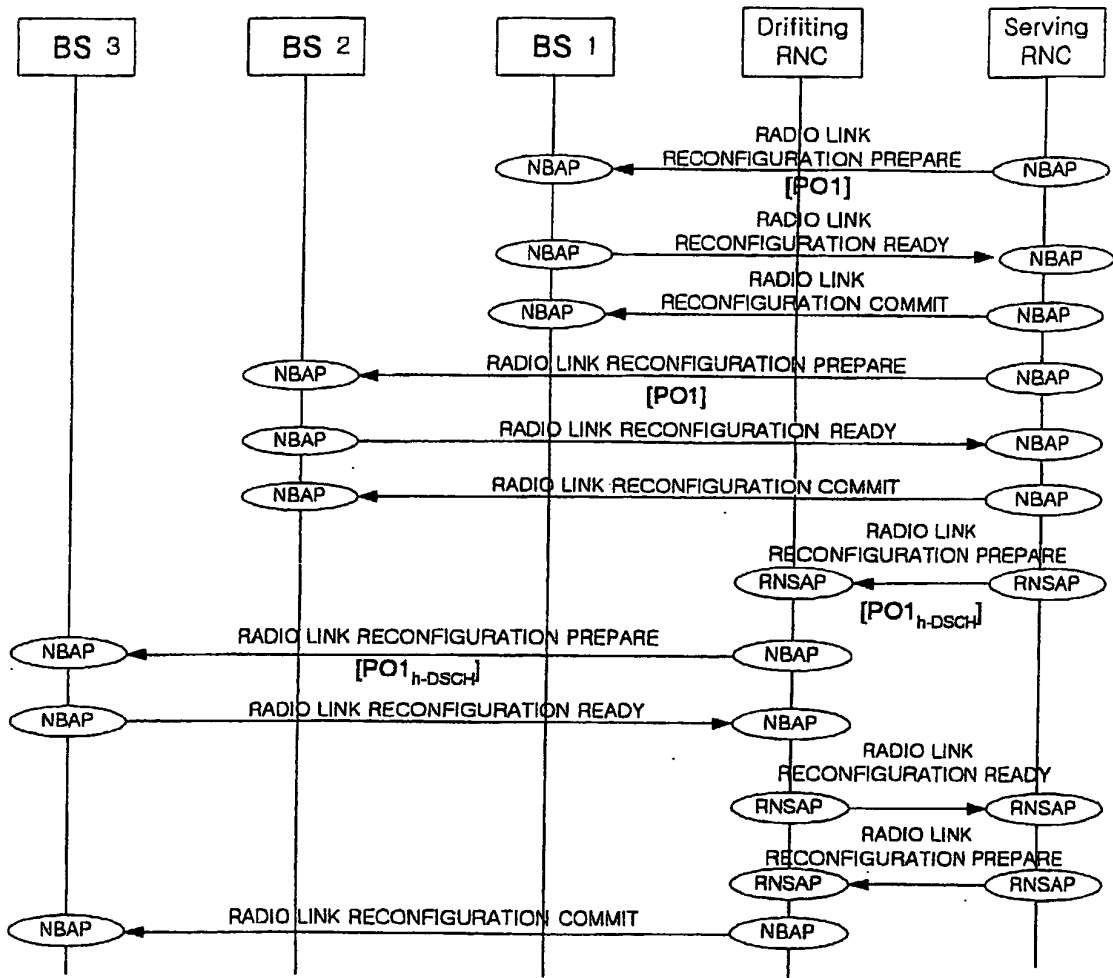 BS 3
BS 2
BS 1
Drifiting
RNC
Serving
RNC
RADIO LINK
NBAP
RECONFIGURATION PREPARE
NBAP
[PO1]
RADIO LINK
NBAP
RECONFIGURATION READY
NBAP
RADIO LINK
NBAP
RECONFIGURATION COMMIT
NBAP
NBAP
RADIO LINK RECONFIGURATION PREPARE
NBAP
[PO1]
NBAP
RADIO LINK RECONFIGURATION READY
NBAP
NBAP
RADIO LINK RECONFIGURATION COMMIT
NBAP
RADIO LINK
RECONFIGURATION PREPARE
RNSAP
RNSAP
[PO1h-DSCH]
NBAP
RADIO LINK RECONFIGURATION PREPARE
NBAP
[PO1h-DSCH]
NBAP
RADIO LINK RECONFIGURATION READY
NBAP
RADIO LINK
RECONFIGURATION READY
RNSAP
RNSAP
RADIO LINK
RECONFIGURATION PREPARE
RNSAP
RNSAP
NBAP
RADIO LINK RECONFIGURATION COMMIT
NBAP